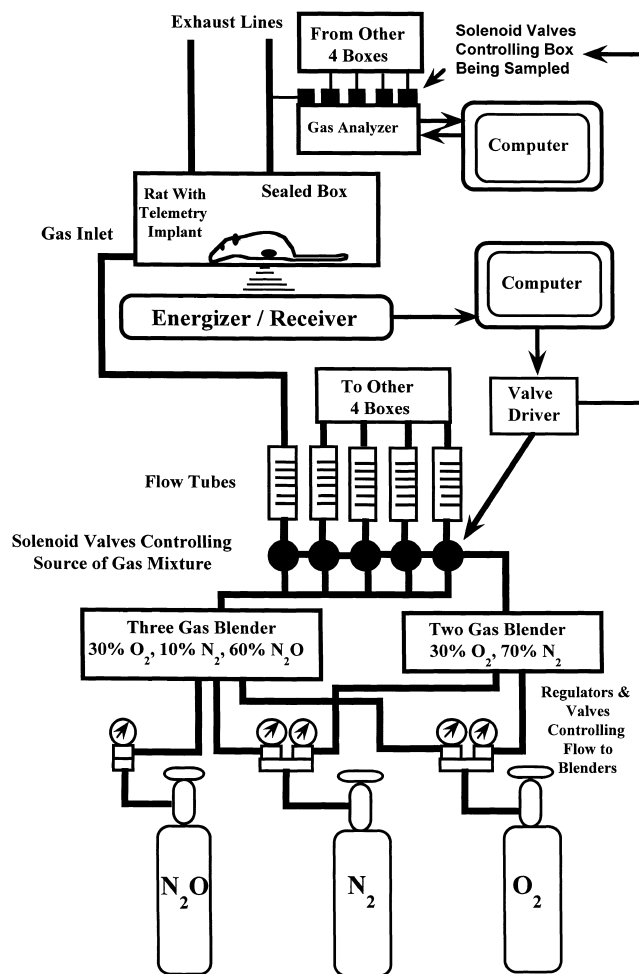 Exhaust Lines
From Other
4 Boxes
Solenoid Valves
Controlling Box
Being Sampled
Gas Analyzer
Computer
Rat With
Telemetry
Implant
Sealed Box
Gas Inlet
Energizer / Receiver
Computer
To Other
4 Boxes
Valve
Driver
Flow Tubes
Solenoid Valves Controlling
Source of Gas Mixture
Three Gas Blender
30% O₂, 10% N₂, 60% N₂O
Two Gas Blender
30% O₂, 70% N₂
Regulators &
Valves
Controlling
Flow to
Blenders
N₂O
N₂
O₂